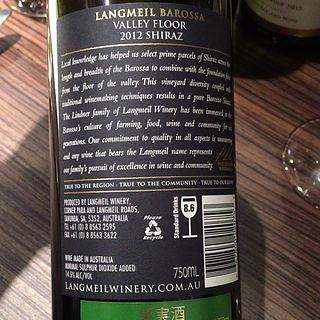 LANGMEIL BAROSSA
VALLEY FLOOR
2012 SHIRAZ
Local knowledge has helped us select prime parcels of Shiraz across the
length and breadth of the Barossa to combine with the foundation fruit
from the floor of the valley. This vineyard diversity coupled with
traditional winemaking techniques results in a pure Barossa Shiraz.
The Lindner family of Langmeil Winery has been immersed in the
Barossa's culture of farming, food, wine and community for six
generations. Our commitment to quality in all aspects is unwavering
and any wine that bears the Langmeil name represents
our family's pursuit of excellence in wine and community.
TRUE TO THE REGION · TRUE TO THE COMMUNITY · TRUE TO OURSELVES
PRODUCED BY LANGMEIL WINERY,
CORNER PARA AND LANGMEIL ROADS,
TANUNDA, SA, 5352, AUSTRALIA
TEL +61 (0) 8 8563 2595
FAX +61 (0) 8 8563 3622
Please
Recycle
Standard Drinks
8.6
WINE MADE IN AUSTRALIA
MINIMAL SULPHUR DIOXIDE ADDED
14.5% ALC/VOL
750mL
LANGMEILWINERY.COM.AU
果実酒